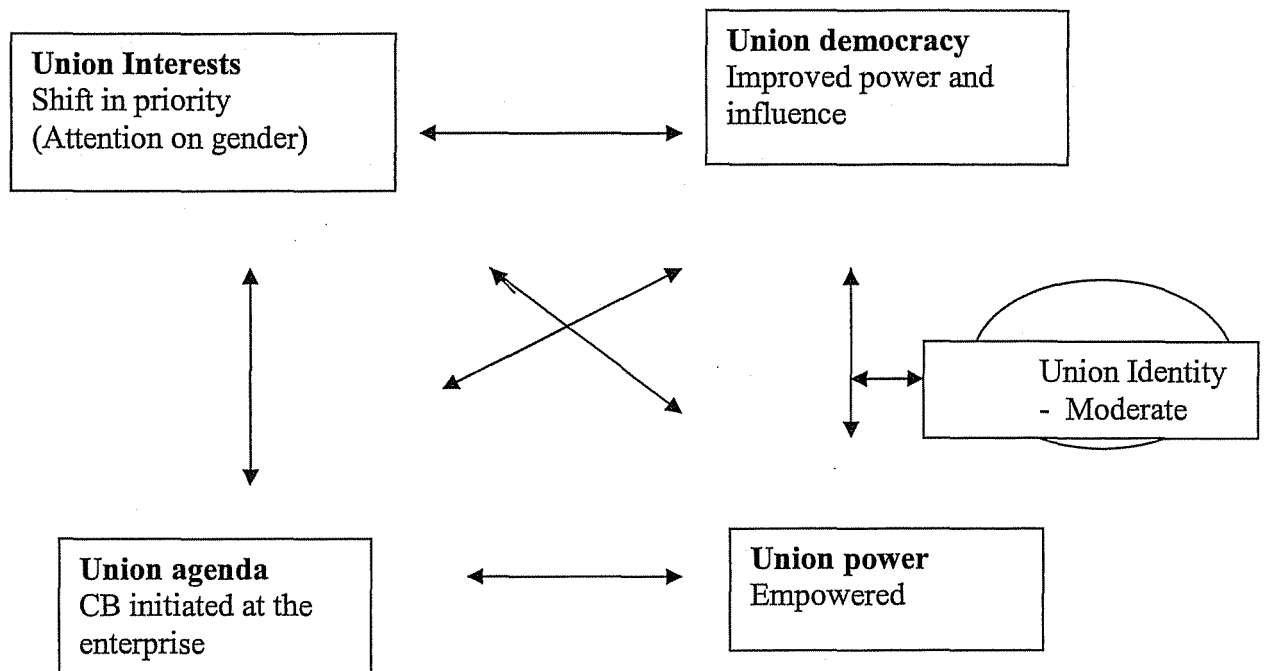 Union Interests
Shift in priority
(Attention on gender)
Union democracy
Improved power and
influence
Union Identity
- Moderate
Union agenda
CB initiated at the
enterprise
Union power
Empowered